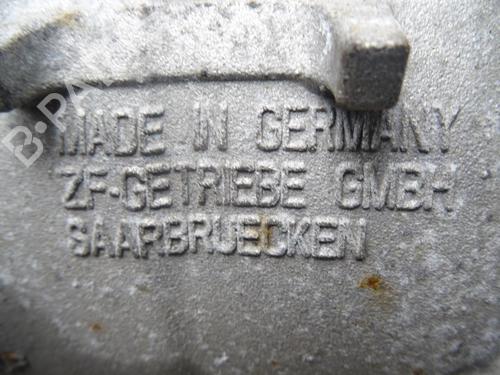 MADE IN GERMANY
ZF-GETRIEBE GMBH
SAARBRUECKEN